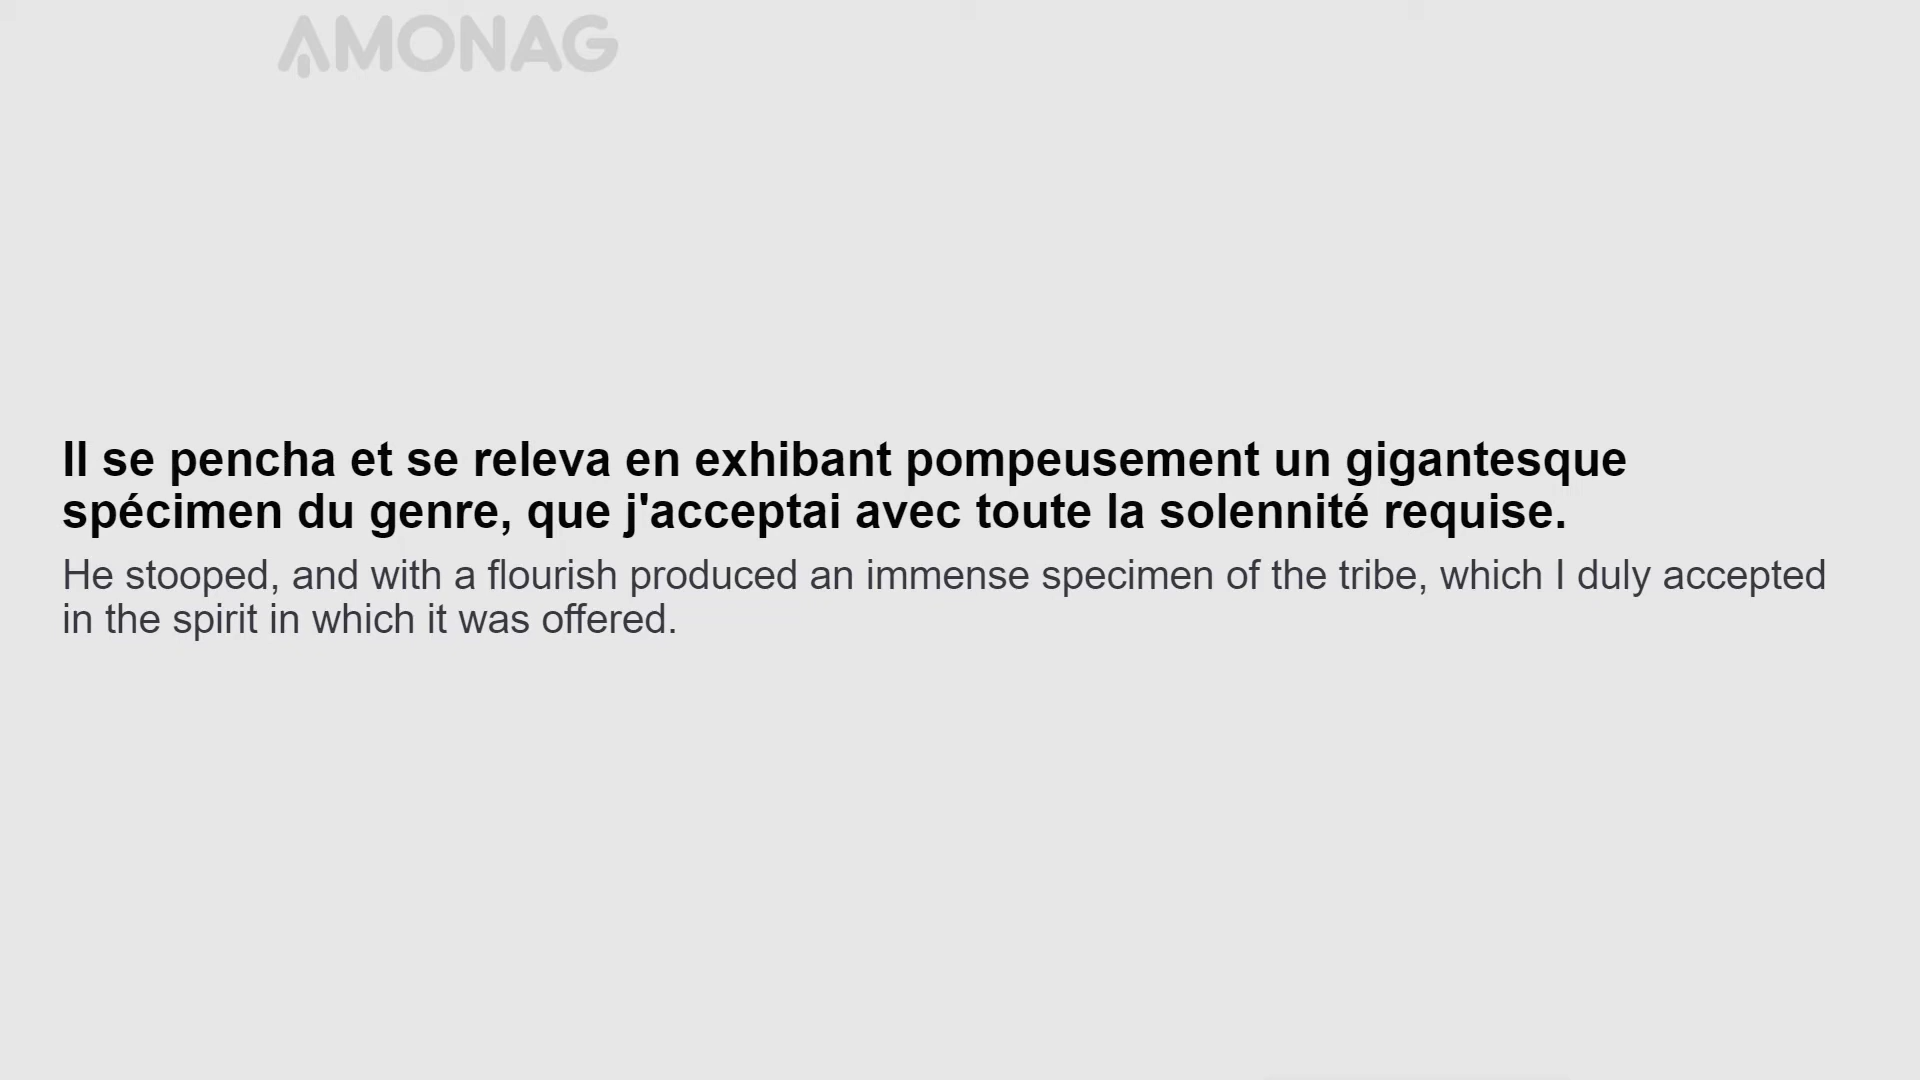 AMONAG
Il se pencha et se releva en exhibant pompeusement un gigantesque
spécimen du genre, que j'acceptai avec toute la solennité requise.
He stooped, and with a flourish produced an immense specimen of the tribe, which I duly accepted
in the spirit in which it was offered.